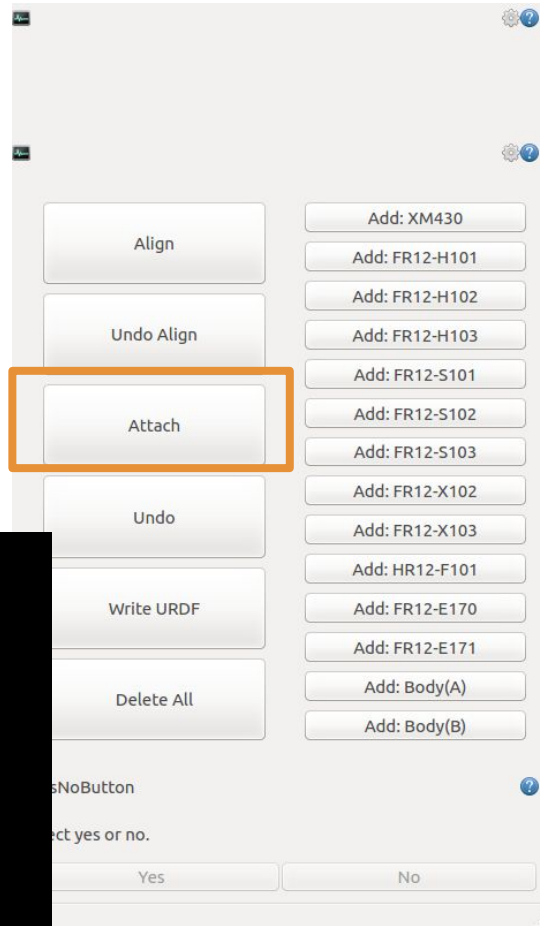 Align
Undo Align
Attach
Undo
Write URDF
Delete All
Add: XM430
Add: FR12-H101
Add: FR12-H102
Add: FR12-H103
Add: FR12-S101
Add: FR12-S102
Add: FR12-S103
Add: FR12-X102
Add: FR12-X103
Add: HR12-F101
Add: FR12-E170
Add: FR12-E171
Add: Body(A)
Add: Body(B)
sNoButton
ect yes or no.
Yes
No